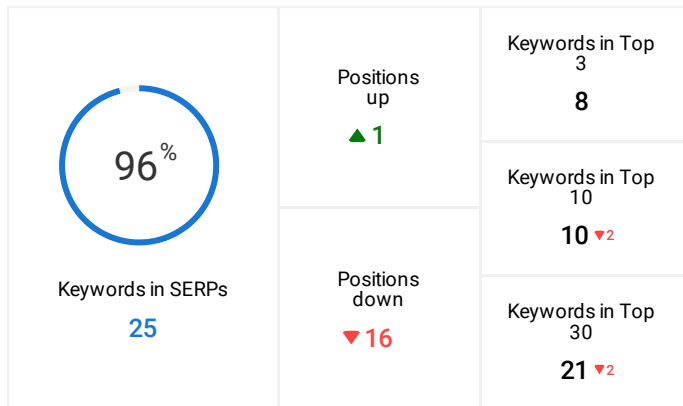 96%
Keywords in SERPs
25
Positions
up
▲ 1
Positions
down
▼ 16
Keywords in Top
3
8
Keywords in Top
10
10 ▼2
Keywords in Top
30
21 ▼2